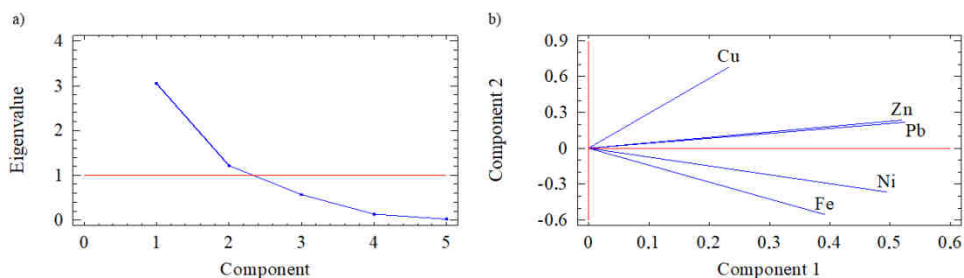 a)
4
3
2
1
0
Eigenvalue
0 1 2 3 4 5
Component
b)
0.9
0.6
0.3
0
-0.3
-0.6
Component 2
Cu
Zn
Pb
Ni
Fe
0 0.1 0.2 0.3 0.4 0.5 0.6
Component 1